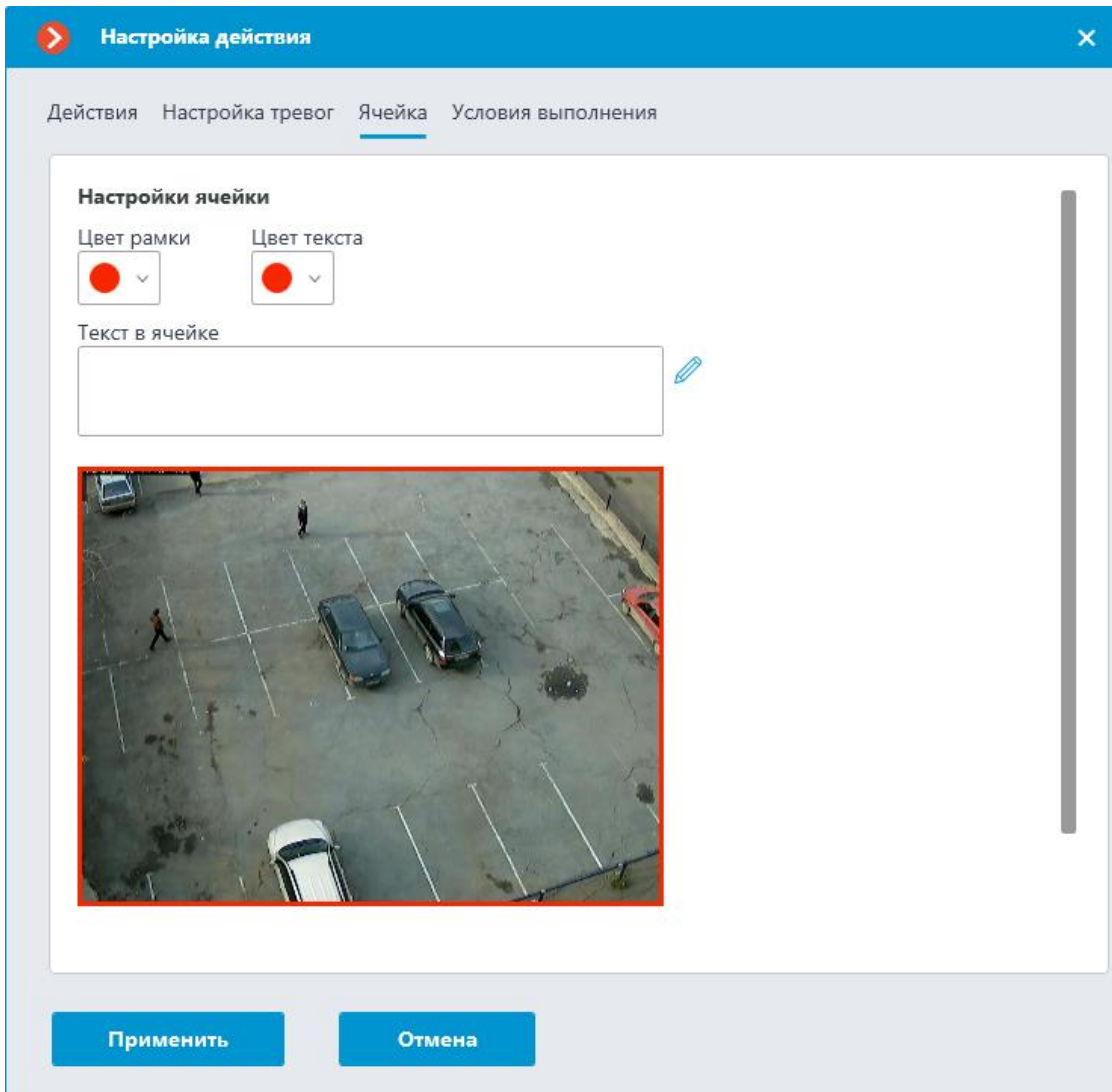 Настройка действия
Действия Настройка тревог Ячейка Условия выполнения
Настройки ячейки
Цвет рамки Цвет текста
Текст в ячейке
Применить Отмена